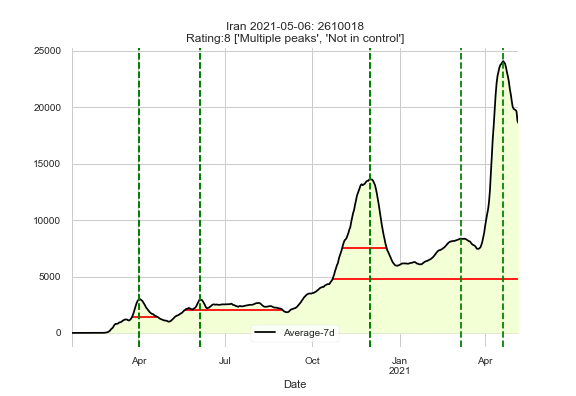 Iran 2021-05-06: 2610018
Rating:8 ['Multiple peaks', 'Not in control']
25000
20000
15000
10000
5000
0
Average-7d
Apr Jul Oct Jan Apr
2021
Date